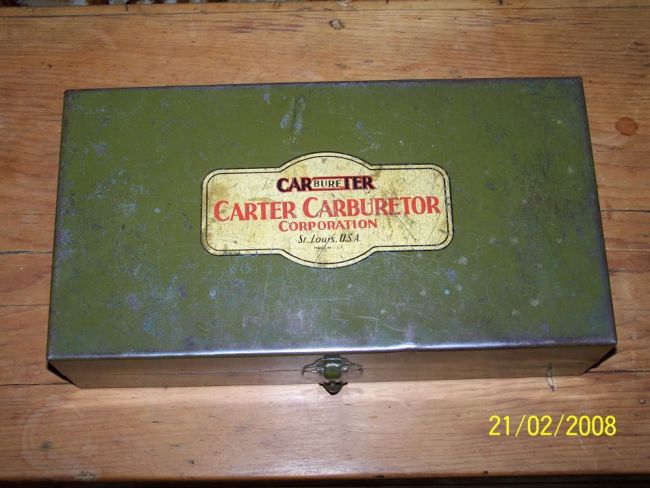 CARBURETER
CARTER CARBURETOR
CORPORATION
St. Louis, U.S.A.
21/02/2008